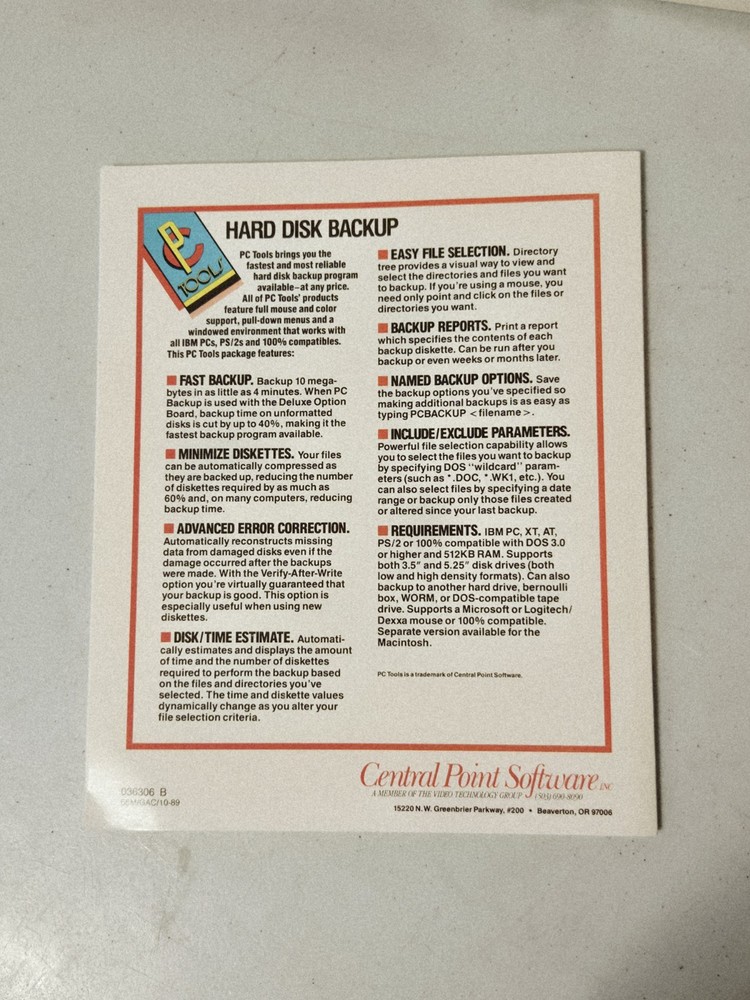 PC
TOOLS
HARD DISK BACKUP
PC Tools brings you the
fastest and most reliable
hard disk backup program
available–at any price.
All of PC Tools' products
feature full mouse and color
support, pull-down menus and a
windowed environment that works with
all IBM PCs, PS/2s and 100% compatibles.
This PC Tools package features:
FAST BACKUP. Backup 10 mega-
bytes in as little as 4 minutes. When PC
Backup is used with the Deluxe Option
Board, backup time on unformatted
disks is cut by up to 40%, making it the
fastest backup program available.
MINIMIZE DISKETTES. Your files
can be automatically compressed as
they are backed up, reducing the number
of diskettes required by as much as
60% and, on many computers, reducing
backup time.
ADVANCED ERROR CORRECTION.
Automatically reconstructs missing
data from damaged disks even if the
damage occurred after the backups
were made. With the Verify-After-Write
option you're virtually guaranteed that
your backup is good. This option is
especially useful when using new
diskettes.
DISK/TIME ESTIMATE. Automati-
cally estimates and displays the amount
of time and the number of diskettes
required to perform the backup based
on the files and directories you've
selected. The time and diskette values
dynamically change as you alter your
file selection criteria.
EASY FILE SELECTION. Directory
tree provides a visual way to view and
select the directories and files you want
to backup. If you're using a mouse, you
need only point and click on the files or
directories you want.
BACKUP REPORTS. Print a report
which specifies the contents of each
backup diskette. Can be run after you
backup or even weeks or months later.
NAMED BACKUP OPTIONS. Save
the backup options you've specified so
making additional backups is as easy as
typing PCBACKUP <filename>.
INCLUDE/EXCLUDE PARAMETERS.
Powerful file selection capability allows
you to select the files you want to backup
by specifying DOS "wildcard" param-
eters (such as *.DOC, *.WK1, etc.). You
can also select files by specifying a date
range or backup only those files created
or altered since your last backup.
REQUIREMENTS. IBM PC, XT, AT,
PS/2 or 100% compatible with DOS 3.0
or higher and 512KB RAM. Supports
both 3.5" and 5.25" disk drives (both
low and high density formats). Can also
backup to another hard drive, bernoulli
box, WORM, or DOS-compatible tape
drive. Supports a Microsoft or Logitech/
Dexxa mouse or 100% compatible.
Separate version available for the
Macintosh.
PC Tools is a trademark of Central Point Software.
Central Point Software INC
A MEMBER OF THE VIDEO TECHNOLOGY GROUP (503) 690-8090
15220 N.W. Greenbrier Parkway, #200 • Beaverton, OR 97006
036306 B